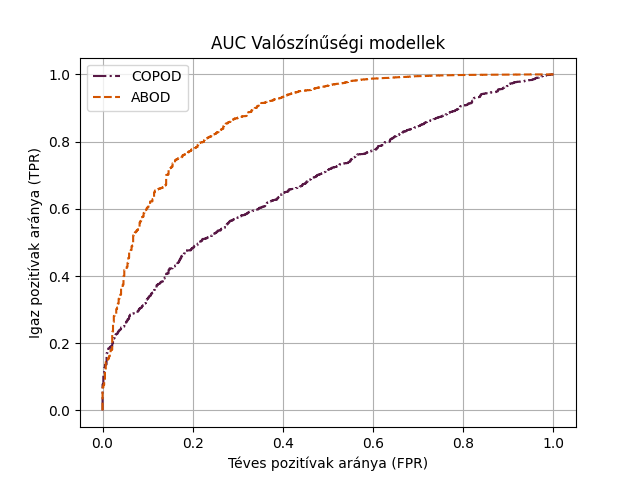 AUC Valószínűségi modellek
COPOD
ABOD
1.0
0.8
0.6
0.4
0.2
0.0
Igaz pozitívak aránya (TPR)
0.0 0.2 0.4 0.6 0.8 1.0
Téves pozitívak aránya (FPR)